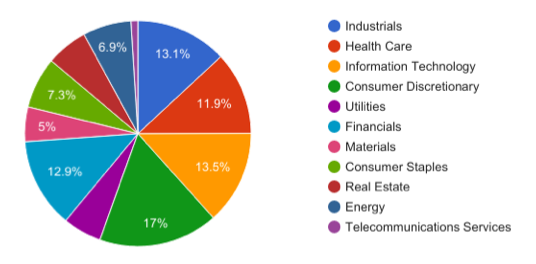 13.1%
11.9%
13.5%
17%
12.9%
5%
7.3%
6.9%
Industrials
Health Care
Information Technology
Consumer Discretionary
Utilities
Financials
Materials
Consumer Staples
Real Estate
Energy
Telecommunications Services